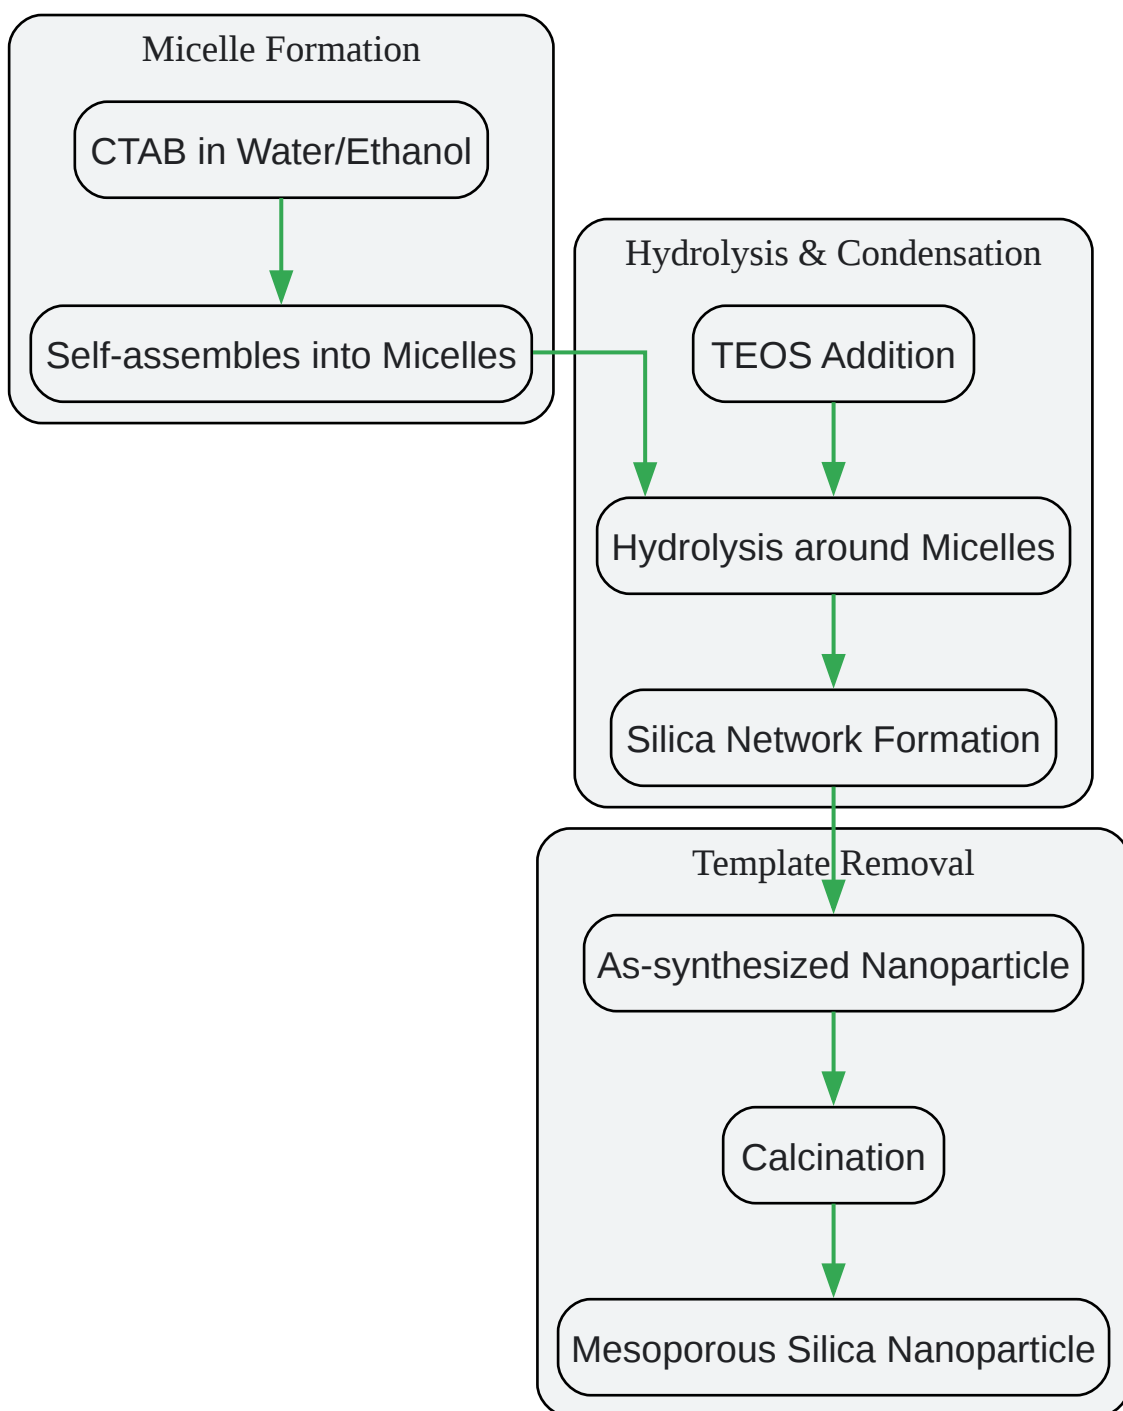 Micelle Formation
CTAB in Water/Ethanol
Self-assembles into Micelles
Hydrolysis & Condensation
TEOS Addition
Hydrolysis around Micelles
Silica Network Formation
Template Removal
As-synthesized Nanoparticle
Calcination
Mesoporous Silica Nanoparticle